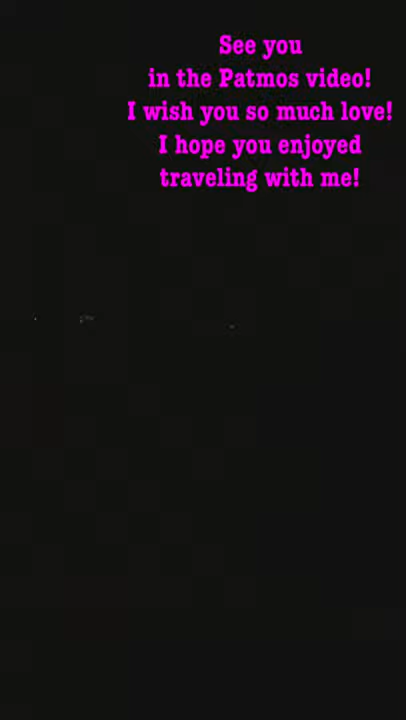 See you
in the Patmos video!
I wish you so much love!
I hope you enjoyed
traveling with me!